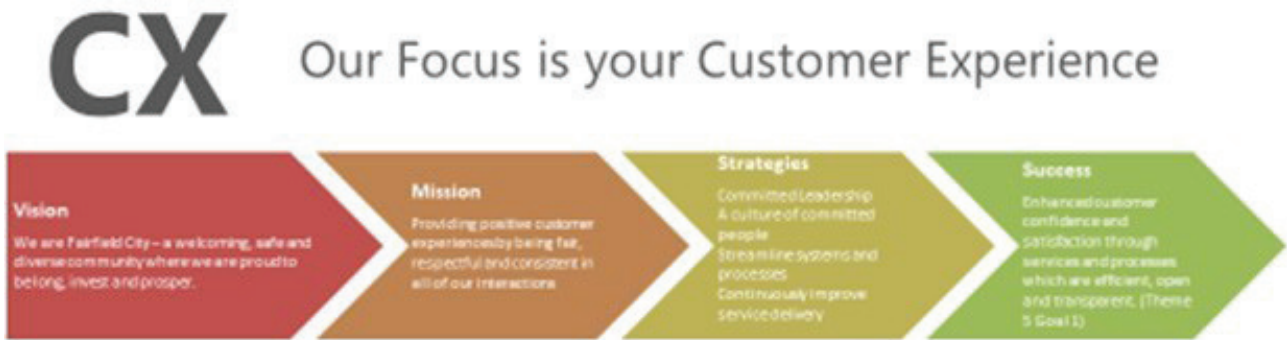 CX
Our Focus is your Customer Experience
Vision
We are Fairfield City – a welcoming, safe and
diverse community where we are proud to
belong, invest and prosper.
Mission
Providing positive customer
experiences by being fair,
respectful and consistent in
all of our interactions
Strategies
Committed Leadership
A culture of committed
people
Streamline systems and
processes
Continuously improve
service delivery
Success
Enhanced customer
confidence and
satisfaction through
services and processes
which are efficient, open
and transparent. (Theme
5 Goal 1)